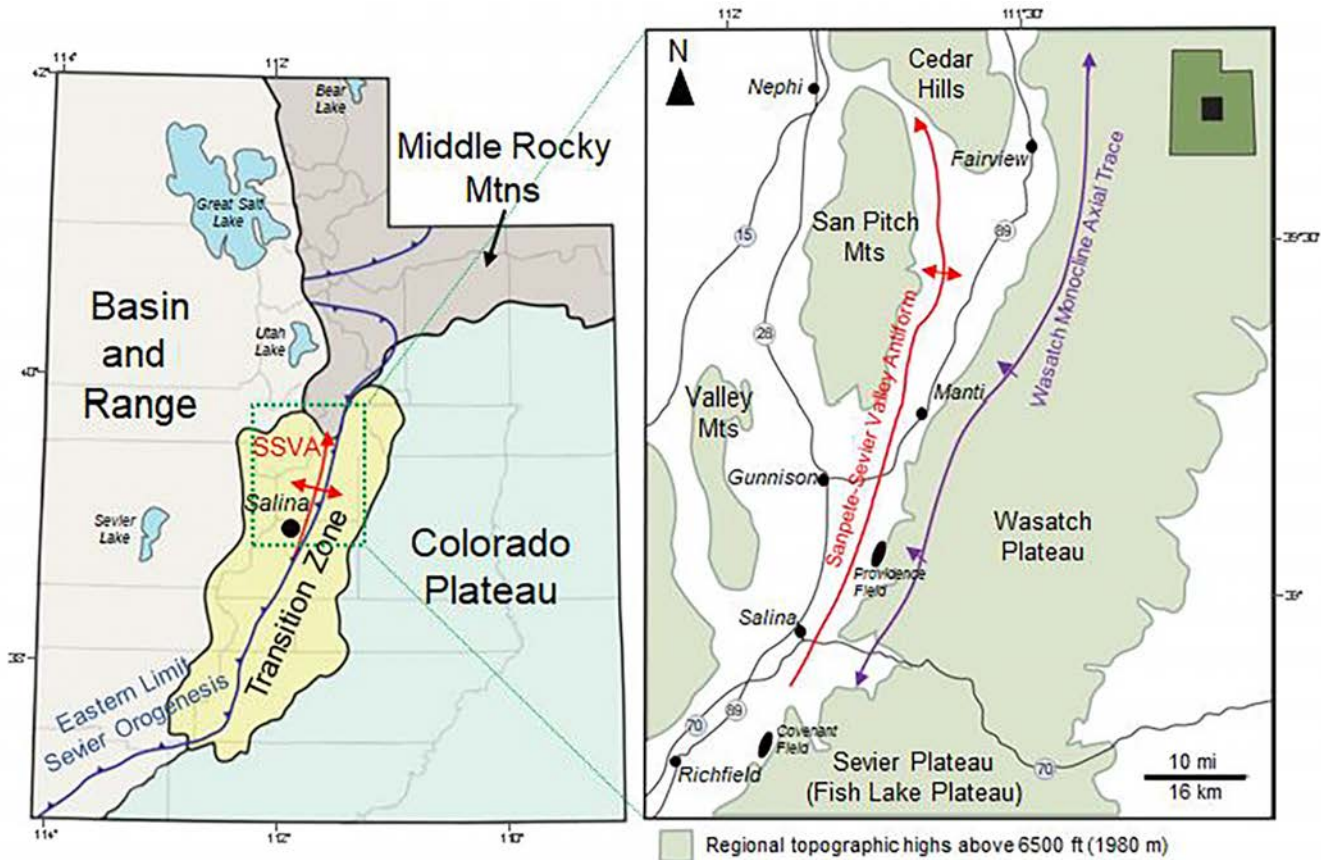 114°
112°
42°
Bear
Lake
Middle Rocky
Mtns
Great Salt
Lake
Basin
and
Range
Utah
Lake
40°
SSVA
Salina
Sevier
Lake
Colorado
Plateau
Transition Zone
38°
Eastern Limit
Sevier Orogenesis
114°
112°
110°
112°
111°30'
N
Cedar
Hills
Nephi
Fairview
San Pitch
Mts
15
89
39°30'
28
Sanpete-Sevier Valley Antiform
Wasatch Monocline Axial Trace
Valley
Mts
Manti
Gunnison
Wasatch
Plateau
Providence
Field
39°
Salina
70
89
Covenant
Field
Richfield
Sevier Plateau
(Fish Lake Plateau)
70
10 mi
16 km
Regional topographic highs above 6500 ft (1980 m)